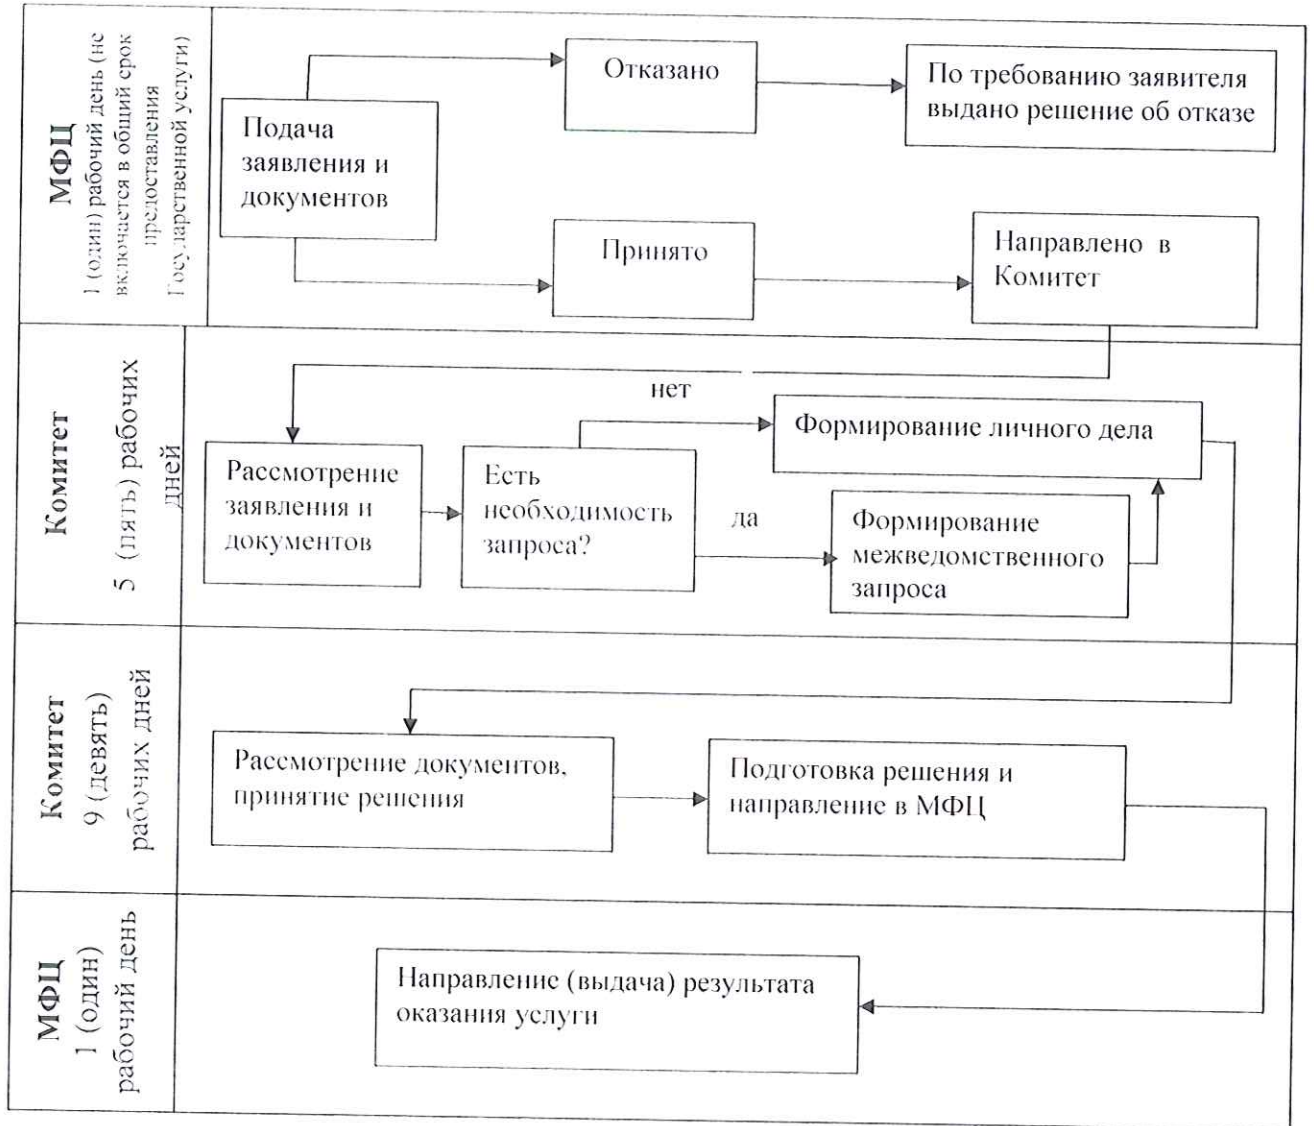 МФЦ
1 (один) рабочий день (не
включается в общий срок
предоставления
Государственной услуги)
Подача
заявления и
документов
Отказано
По требованию заявителя
выдано решение об отказе
Принято
Направлено в
Комитет
Комитет
5 (пять) рабочих
дней
Рассмотрение
заявления и
документов
Есть
необходимость
запроса?
нет
Формирование личного дела
да
Формирование
межведомственного
запроса
Комитет
9 (девять)
рабочих дней
Рассмотрение документов,
принятие решения
Подготовка решения и
направление в МФЦ
МФЦ
1 (один)
рабочий день
Направление (выдача) результата
оказания услуги